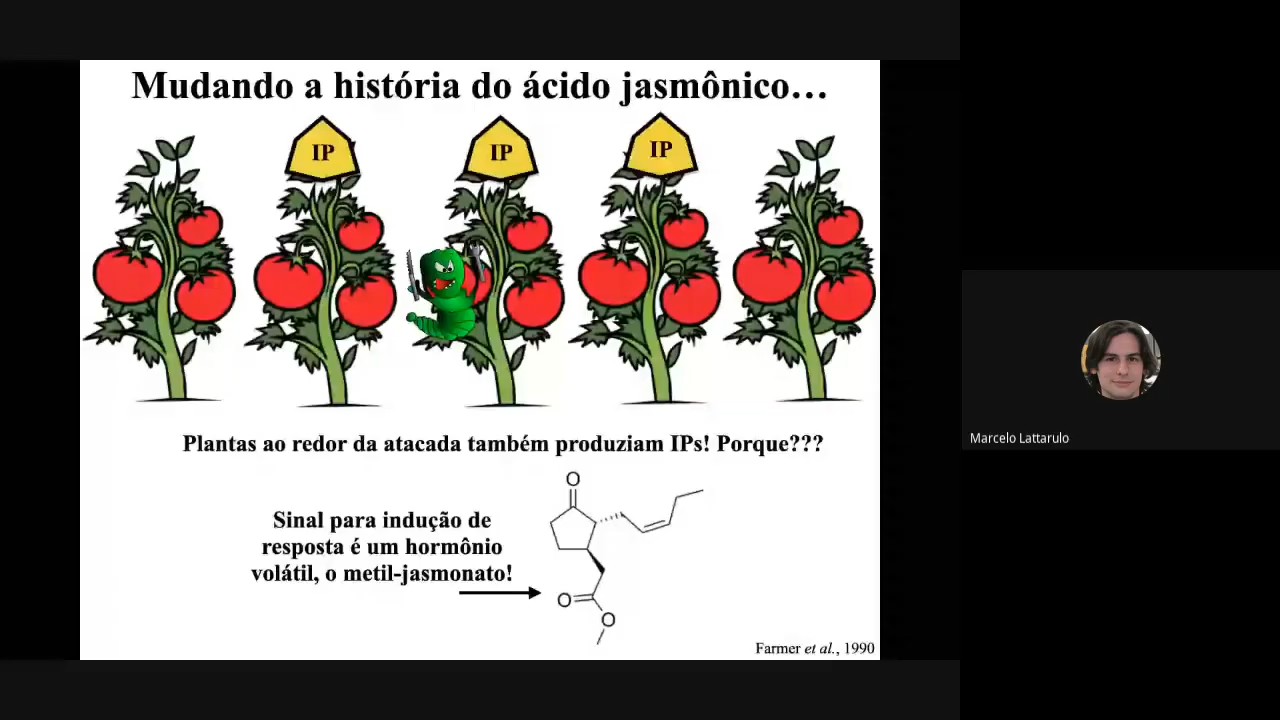 Mudando a história do ácido jasmônico…
IP
IP
IP
Plantas ao redor da atacada também produziam IPs! Porque???
Sinal para indução de
resposta é um hormônio
volátil, o metil-jasmonato!
O
O
O
Farmer et al., 1990
Marcelo Lattarulo